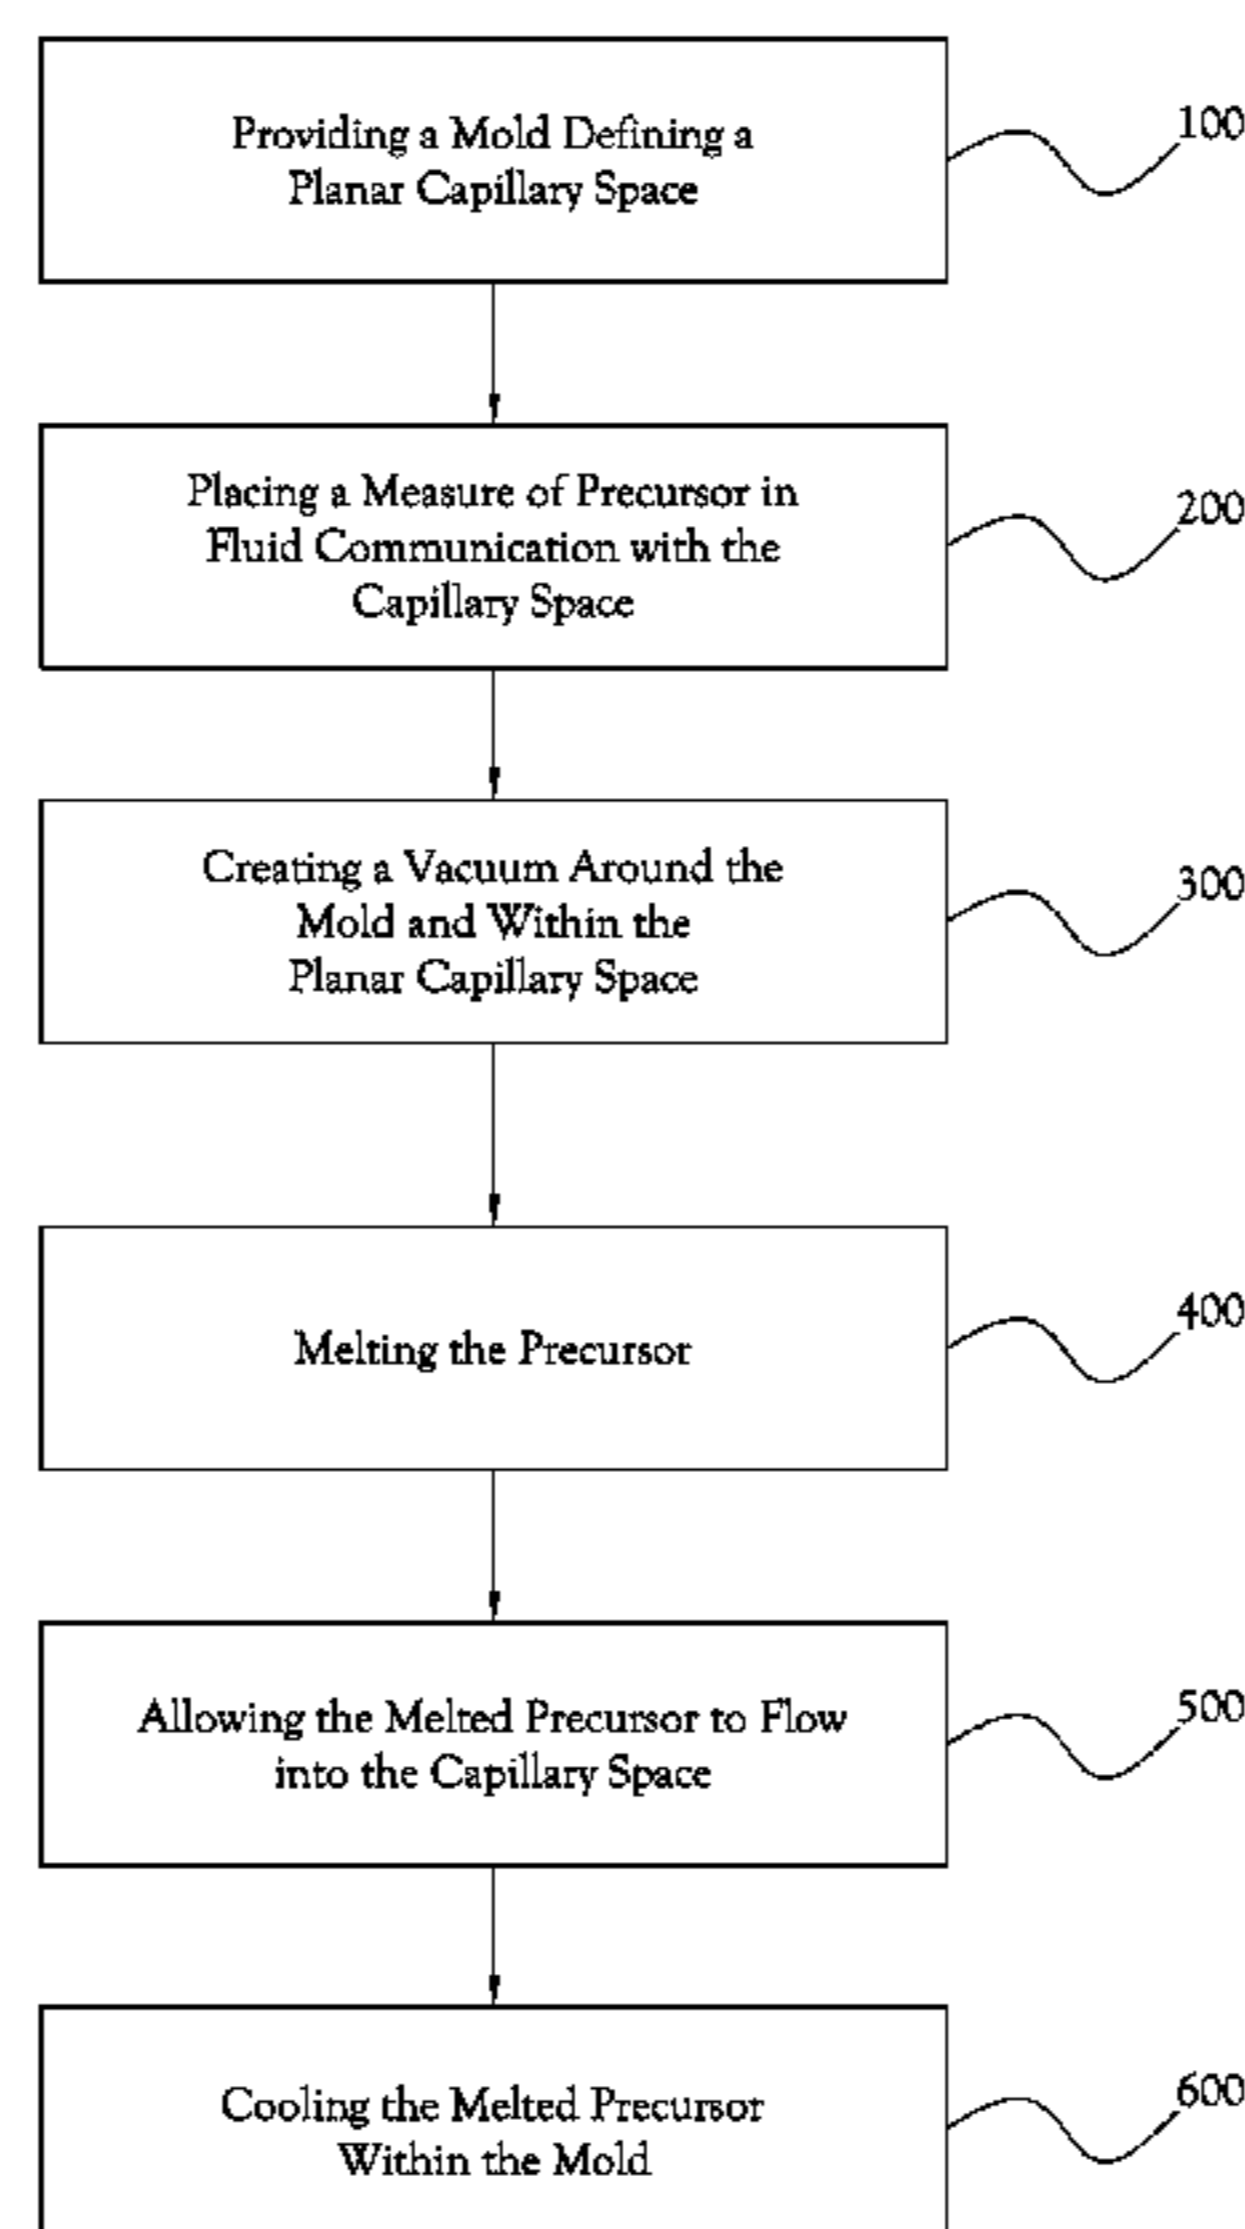 Providing a Mold Defining a
Planar Capillary Space
100
Placing a Measure of Precursor in
Fluid Communication with the
Capillary Space
200
Creating a Vacuum Around the
Mold and Within the
Planar Capillary Space
300
Melting the Precursor
400
Allowing the Melted Precursor to Flow
into the Capillary Space
500
Cooling the Melted Precursor
Within the Mold
600